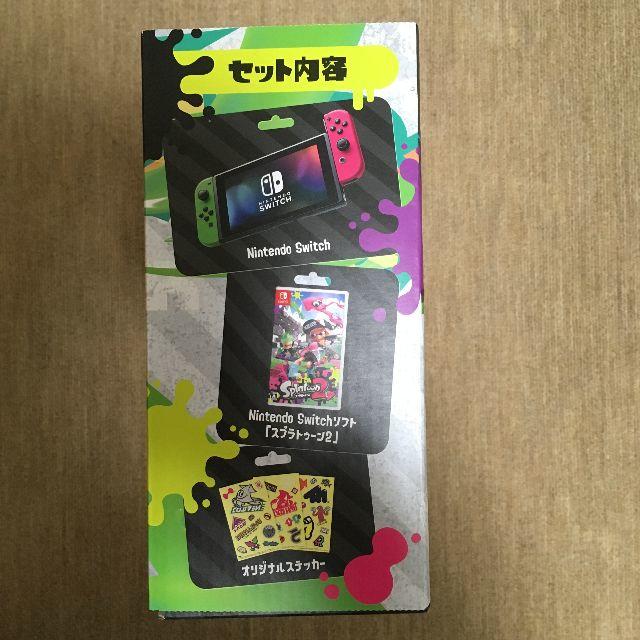 セット内容
NINTENDO
SWITCH
Nintendo Switch
Splatoon 2
Nintendo Switchソフト
「スプラトゥーン2」
オリジナルステッカー